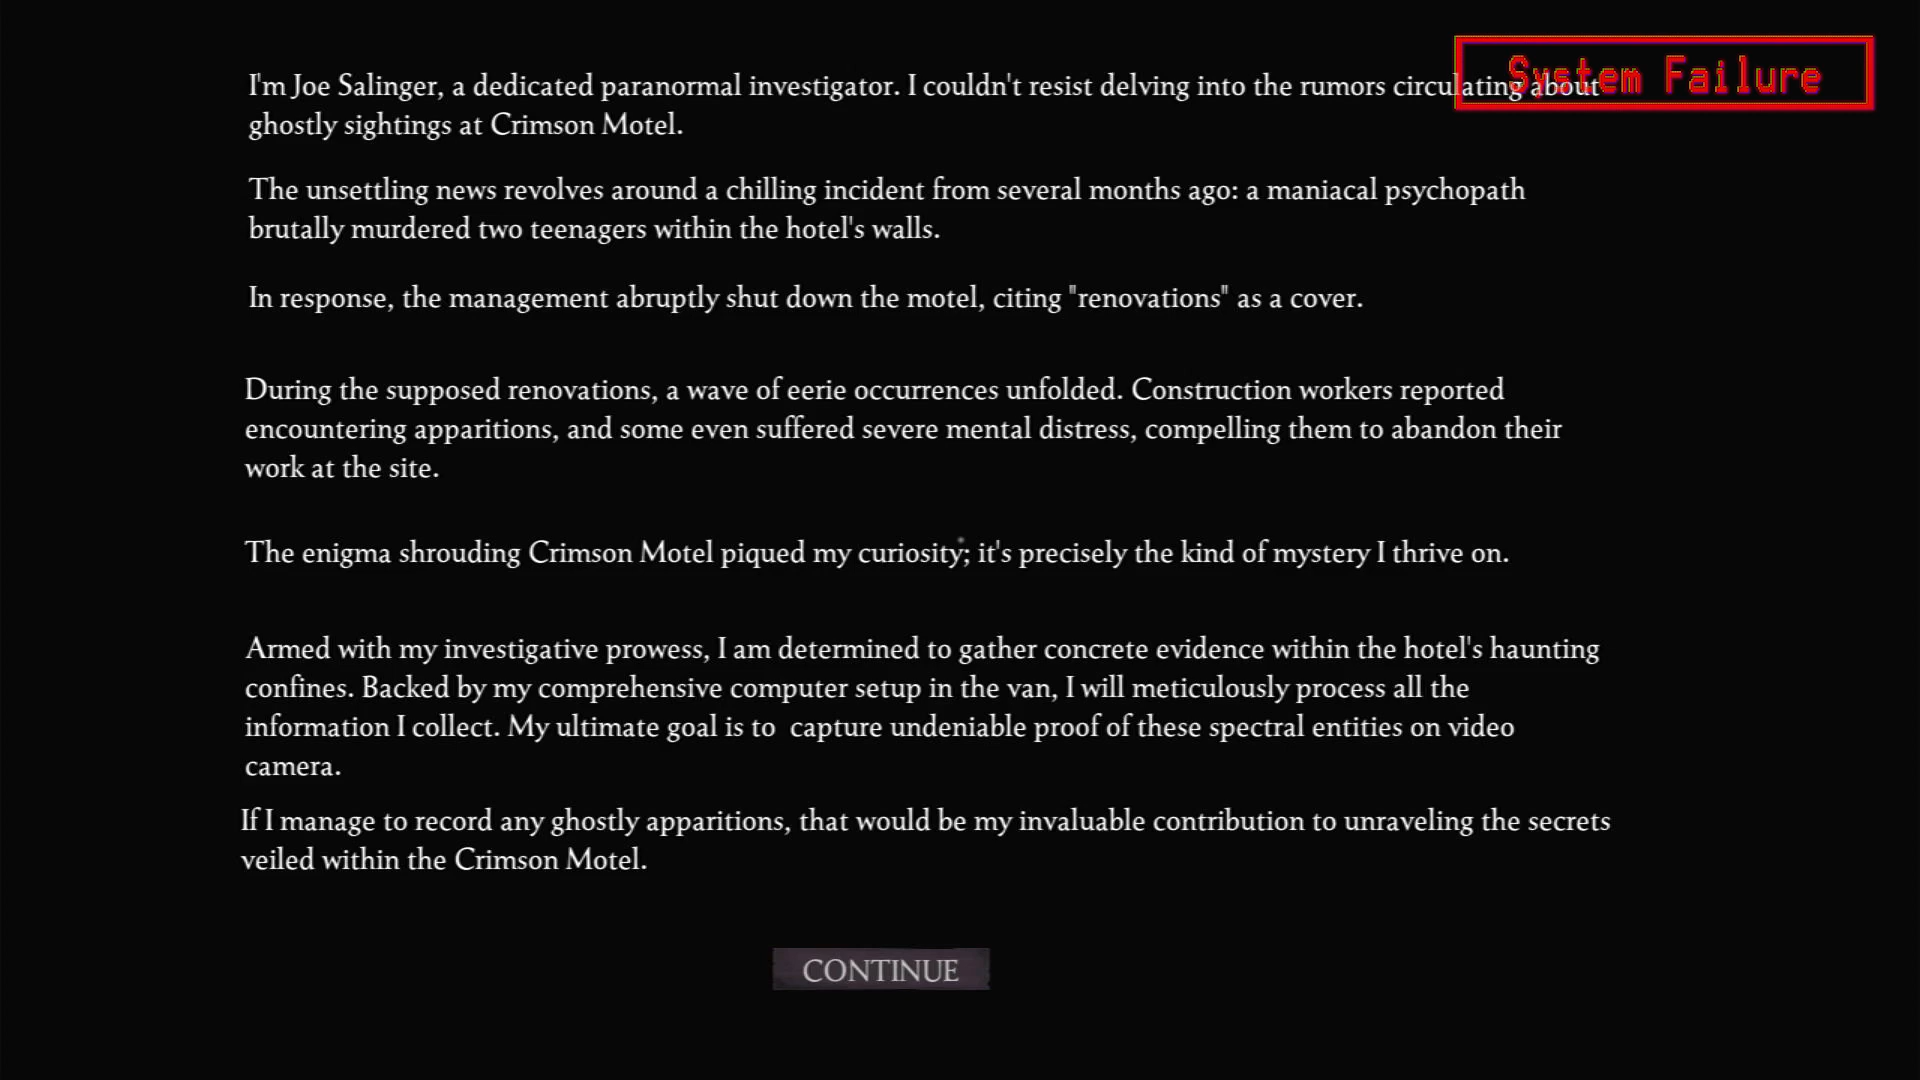 System Failure
I'm Joe Salinger, a dedicated paranormal investigator. I couldn't resist delving into the rumors circulating about
ghostly sightings at Crimson Motel.
The unsettling news revolves around a chilling incident from several months ago: a maniacal psychopath
brutally murdered two teenagers within the hotel's walls.
In response, the management abruptly shut down the motel, citing "renovations" as a cover.
During the supposed renovations, a wave of eerie occurrences unfolded. Construction workers reported
encountering apparitions, and some even suffered severe mental distress, compelling them to abandon their
work at the site.
The enigma shrouding Crimson Motel piqued my curiosity; it's precisely the kind of mystery I thrive on.
Armed with my investigative prowess, I am determined to gather concrete evidence within the hotel's haunting
confines. Backed by my comprehensive computer setup in the van, I will meticulously process all the
information I collect. My ultimate goal is to  capture undeniable proof of these spectral entities on video
camera.
If I manage to record any ghostly apparitions, that would be my invaluable contribution to unraveling the secrets
veiled within the Crimson Motel.
CONTINUE